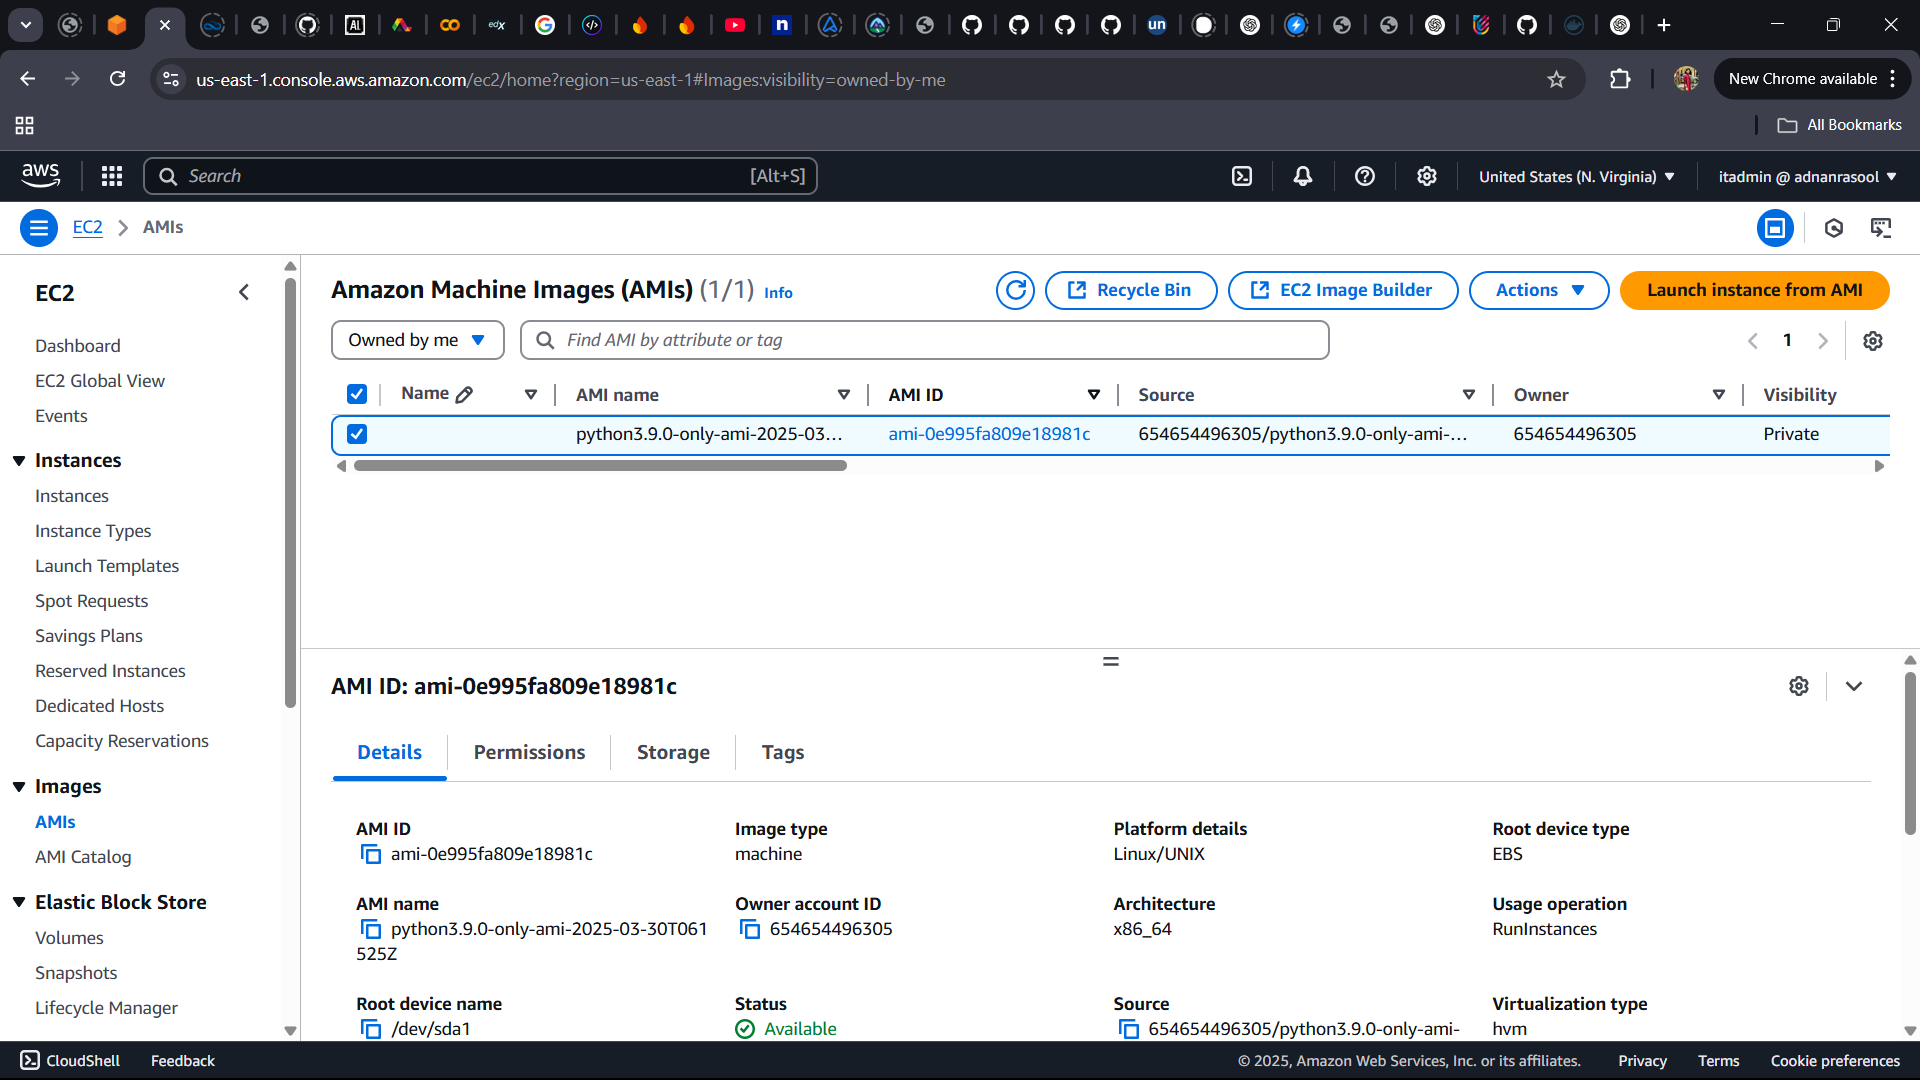 us-east-1.console.aws.amazon.com/ec2/home?region=us-east-1#Images:visibility=owned-by-me
New Chrome available
All Bookmarks
aws
Search
[Alt+S]
United States (N. Virginia)
itadmin @ adnanrasool
EC2
AMIs
EC2
Dashboard
EC2 Global View
Events
Instances
Instances
Instance Types
Launch Templates
Spot Requests
Savings Plans
Reserved Instances
Dedicated Hosts
Capacity Reservations
Images
AMIs
AMI Catalog
Elastic Block Store
Volumes
Snapshots
Lifecycle Manager
Amazon Machine Images (AMIs) (1/1) Info
Recycle Bin
EC2 Image Builder
Actions
Launch instance from AMI
Owned by me
Find AMI by attribute or tag
1
Name
AMI name
AMI ID
Source
Owner
Visibility
python3.9.0-only-ami-2025-03...
ami-0e995fa809e18981c
654654496305/python3.9.0-only-ami-...
654654496305
Private
AMI ID: ami-0e995fa809e18981c
Details
Permissions
Storage
Tags
AMI ID
ami-0e995fa809e18981c
Image type
machine
Platform details
Linux/UNIX
Root device type
EBS
AMI name
python3.9.0-only-ami-2025-03-30T061
525Z
Owner account ID
654654496305
Architecture
x86_64
Usage operation
RunInstances
Root device name
/dev/sda1
Status
Available
Source
654654496305/python3.9.0-only-ami-
Virtualization type
hvm
CloudShell
Feedback
© 2025, Amazon Web Services, Inc. or its affiliates.
Privacy
Terms
Cookie preferences